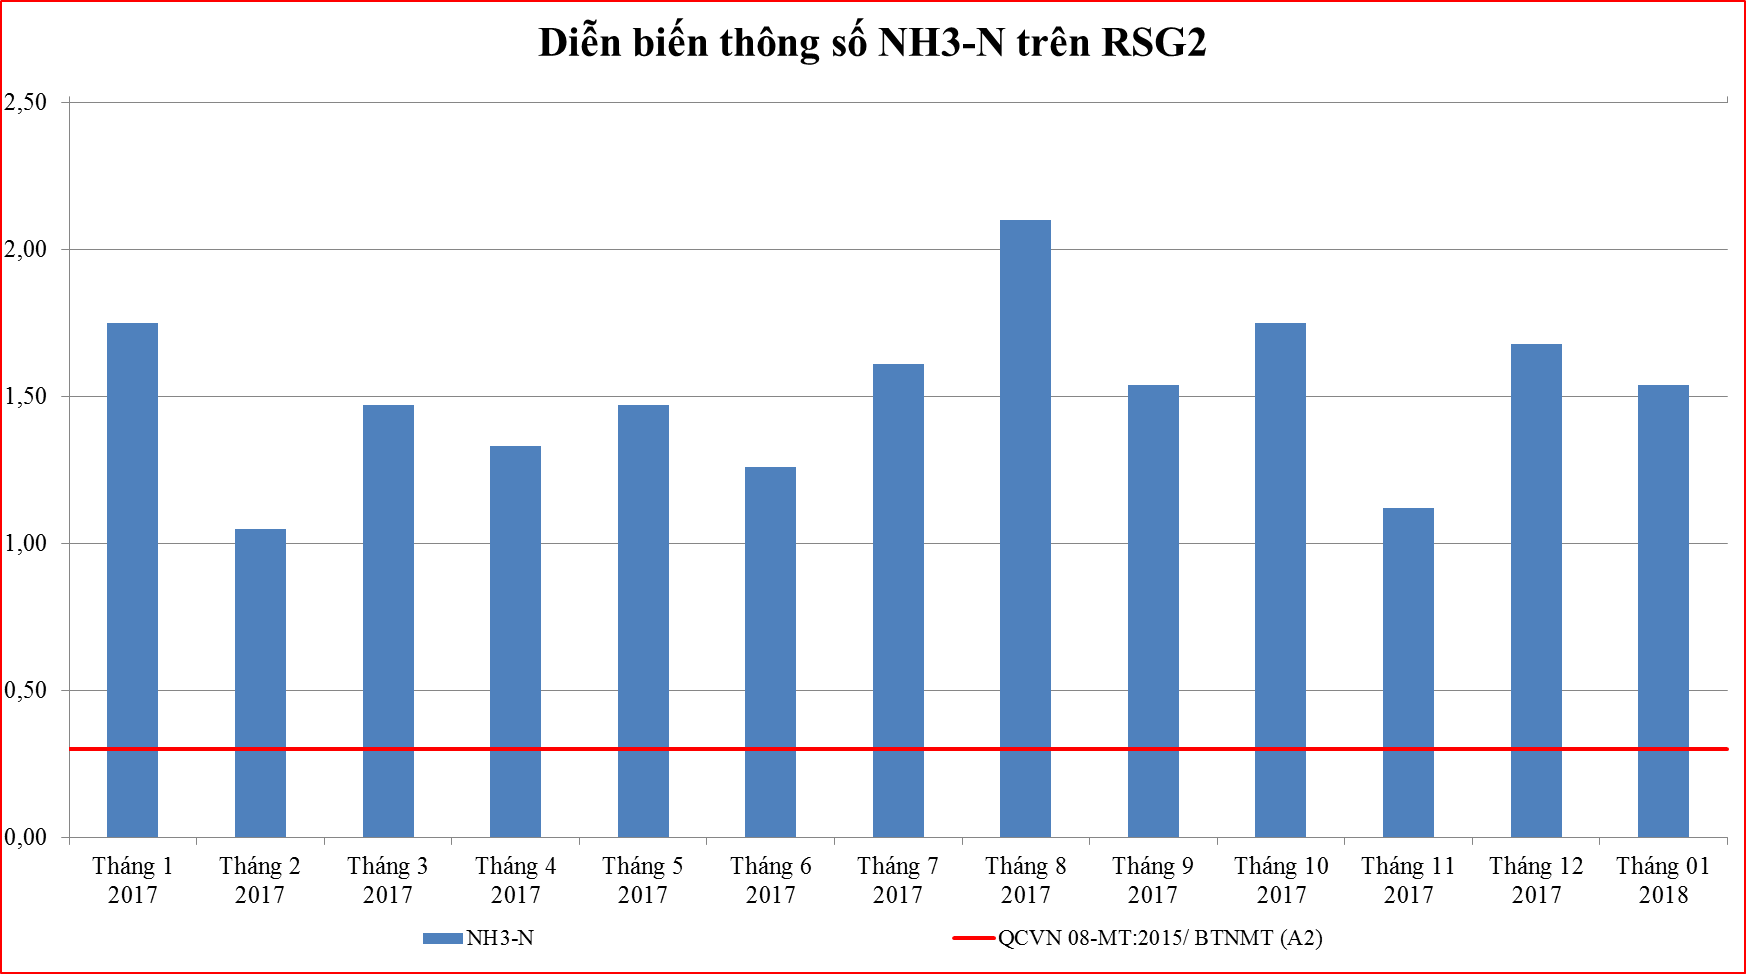 Diễn biến thông số NH3-N trên RSG2
2,50
2,00
1,50
1,00
0,50
0,00
Tháng 1
2017
Tháng 2
2017
Tháng 3
2017
Tháng 4
2017
Tháng 5
2017
Tháng 6
2017
Tháng 7
2017
Tháng 8
2017
Tháng 9
2017
Tháng 10
2017
Tháng 11
2017
Tháng 12
2017
Tháng 01
2018
NH3-N
QCVN 08-MT:2015/ BTNMT (A2)